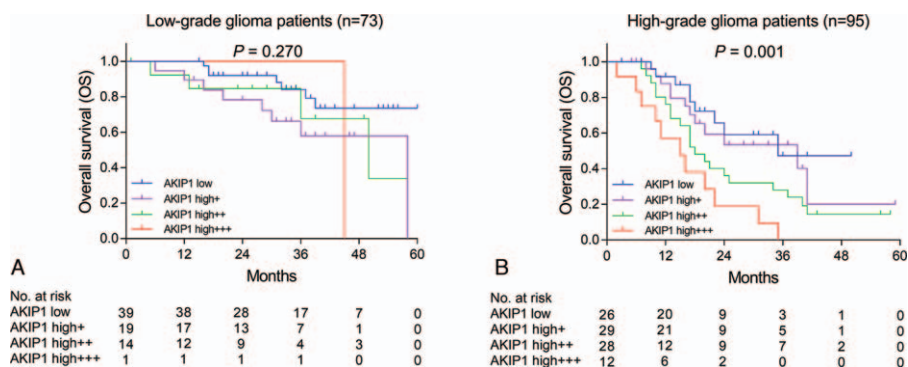 Low-grade glioma patients (n=73)
P = 0.270
Overall survival (OS)
1.0
0.8
0.6
0.4
0.2
0.0
AKIP1 low
AKIP1 high+
AKIP1 high++
AKIP1 high+++
0 12 24 36 48 60
Months
A
No. at risk
AKIP1 low 39 38 28 17 7 0
AKIP1 high+ 19 17 13 7 1 0
AKIP1 high++ 14 12 9 4 3 0
AKIP1 high+++ 1 1 1 1 0 0
High-grade glioma patients (n=95)
P = 0.001
Overall survival (OS)
1.0
0.8
0.6
0.4
0.2
0.0
AKIP1 low
AKIP1 high+
AKIP1 high++
AKIP1 high+++
0 12 24 36 48 60
Months
B
No. at risk
AKIP1 low 26 20 9 3 1 0
AKIP1 high+ 29 21 9 5 1 0
AKIP1 high++ 28 12 9 7 2 0
AKIP1 high+++ 12 6 2 0 0 0